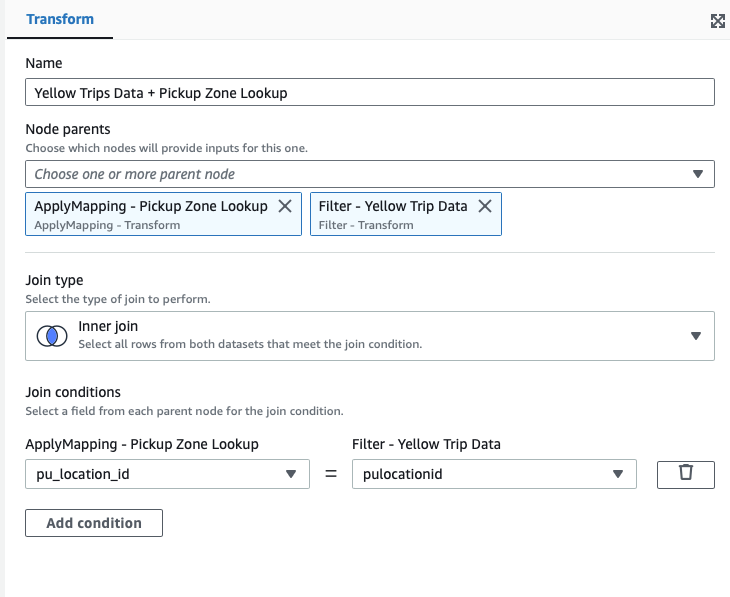 Transform
Name
Yellow Trips Data + Pickup Zone Lookup
Node parents
Choose which nodes will provide inputs for this one.
Choose one or more parent node
ApplyMapping - Pickup Zone Lookup
ApplyMapping - Transform
Filter - Yellow Trip Data
Filter - Transform
Join type
Select the type of join to perform.
Inner join
Select all rows from both datasets that meet the join condition.
Join conditions
Select a field from each parent node for the join condition.
ApplyMapping - Pickup Zone Lookup
Filter - Yellow Trip Data
pu_location_id
=
pulocationid
Add condition